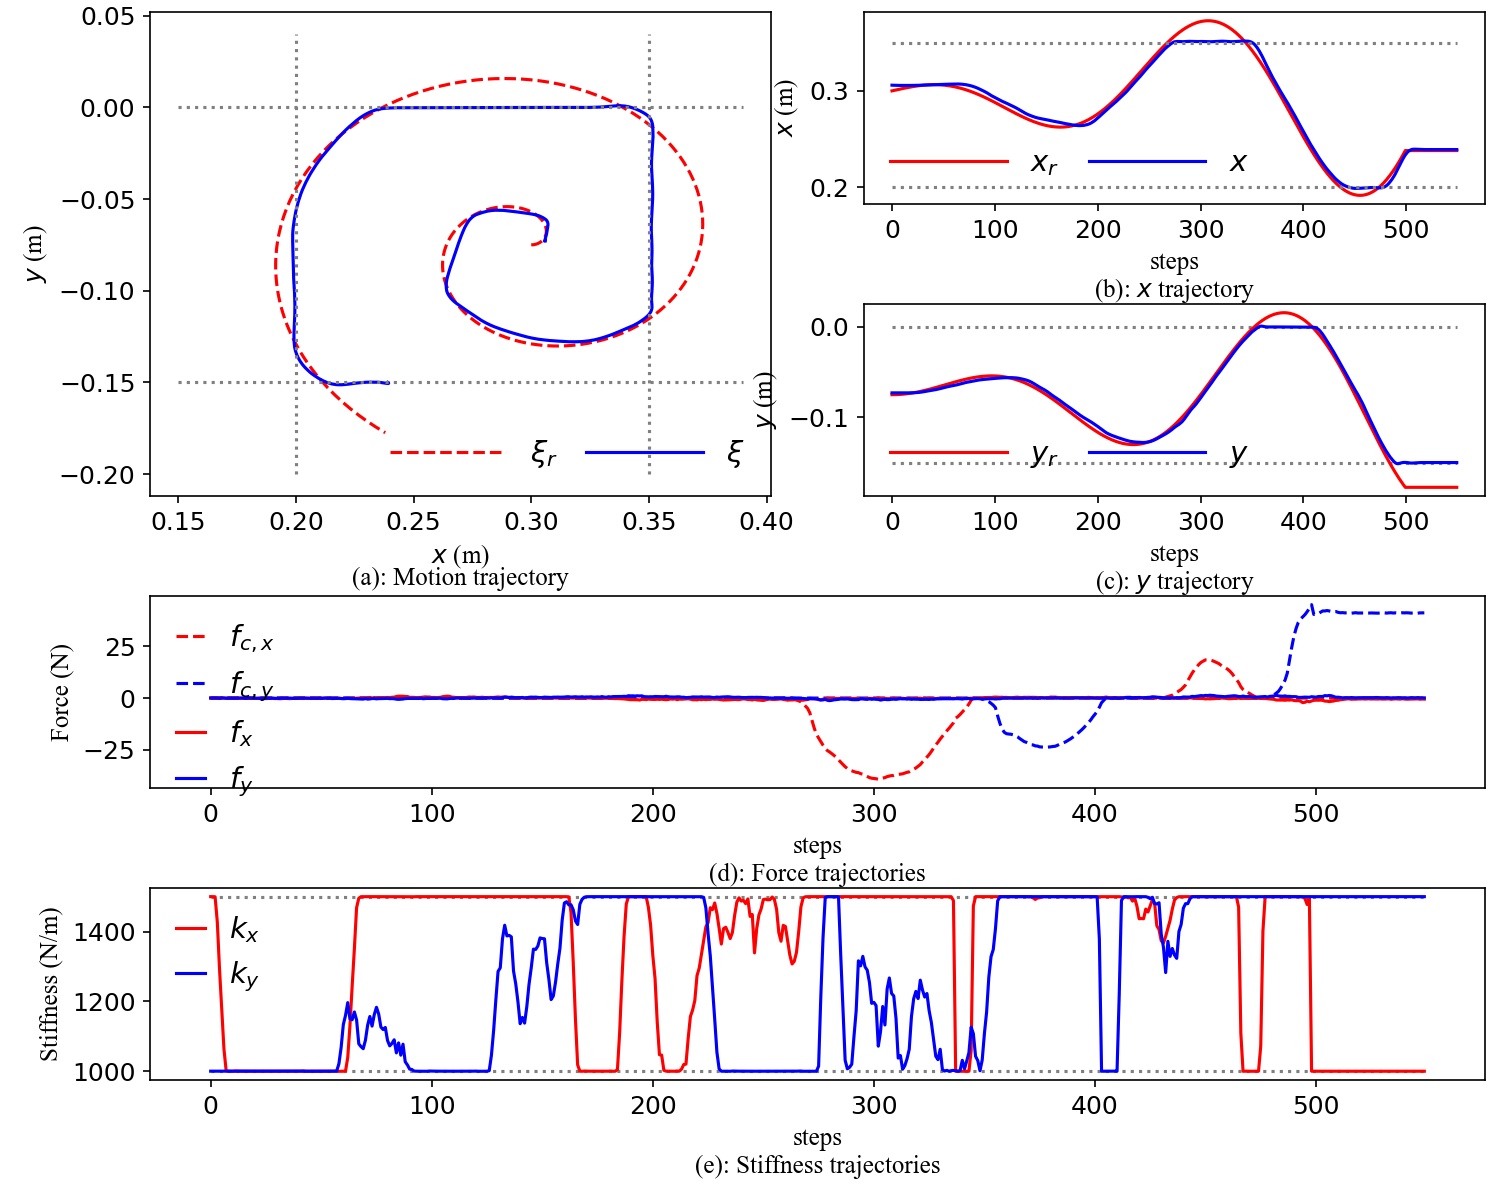 0.05
0.00
−0.05
−0.10
−0.15
−0.20
y (m)
ξr ξ
0.15 0.20 0.25 0.30 0.35 0.40
x (m)
(a): Motion trajectory
0.3
0.2
x (m)
xr x
0 100 200 300 400 500
steps
(b): x trajectory
0.0
−0.1
y (m)
yr y
0 100 200 300 400 500
steps
(c): y trajectory
25
0
−25
Force (N)
fc,x
fc,y
fx
fy
0 100 200 300 400 500
steps
(d): Force trajectories
1400
1200
1000
Stiffness (N/m)
kx
ky
0 100 200 300 400 500
steps
(e): Stiffness trajectories